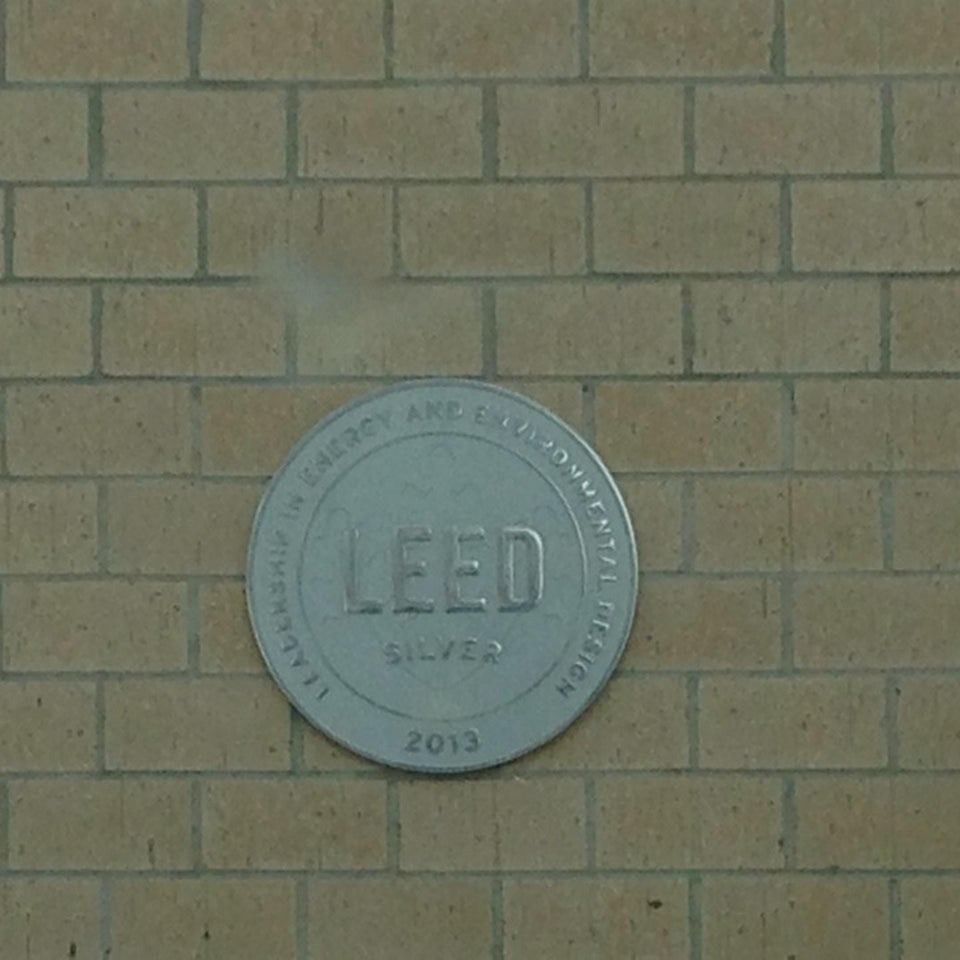 LEADERSHIP IN ENERGY AND ENVIRONMENTAL DESIGN
LEED
SILVER
2013